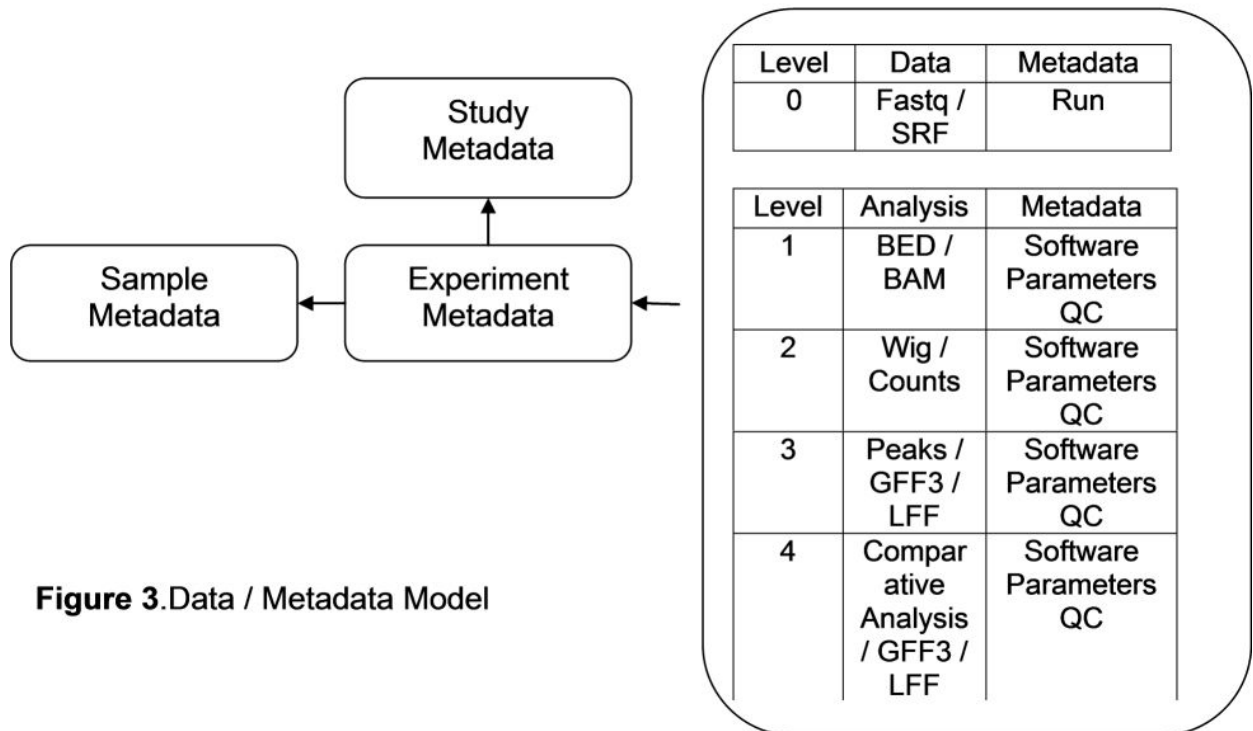 Study
Metadata
Sample
Metadata
Experiment
Metadata
Level Data Metadata
0 Fastq / Run
SRF
Level Analysis Metadata
1 BED / Software
BAM Parameters
QC
2 Wig / Software
Counts Parameters
QC
3 Peaks / Software
GFF3 / Parameters
LFF QC
4 Compar Software
ative Parameters
Analysis QC
/ GFF3 /
LFF
Figure 3.Data / Metadata Model